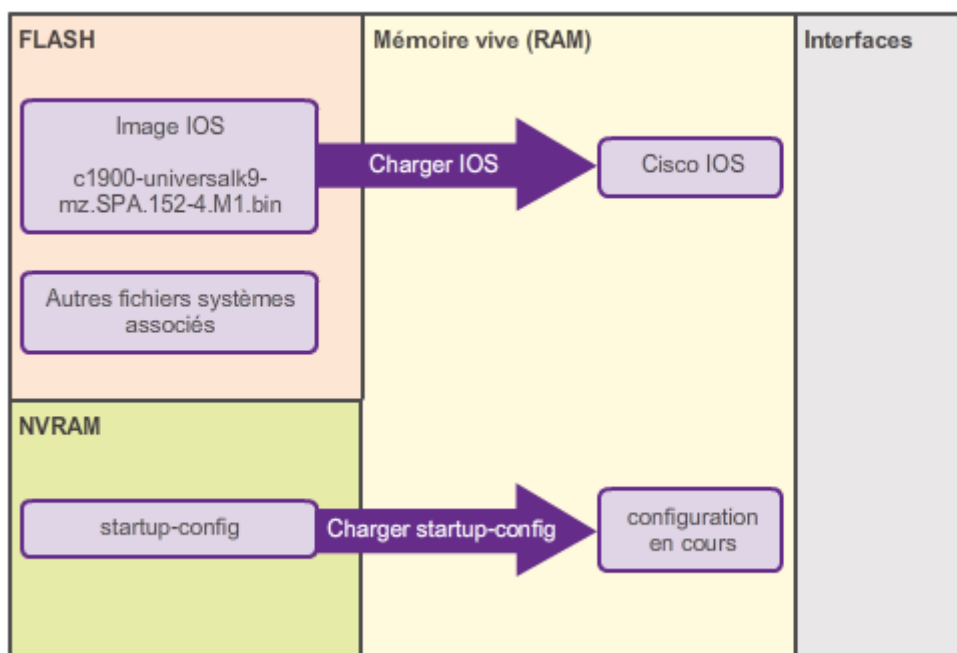 FLASH
Mémoire vive (RAM)
Interfaces
Image IOS
c1900-universalk9-
mz.SPA.152-4.M1.bin
Charger IOS
Cisco IOS
Autres fichiers systèmes
associés
NVRAM
startup-config
Charger startup-config
configuration
en cours